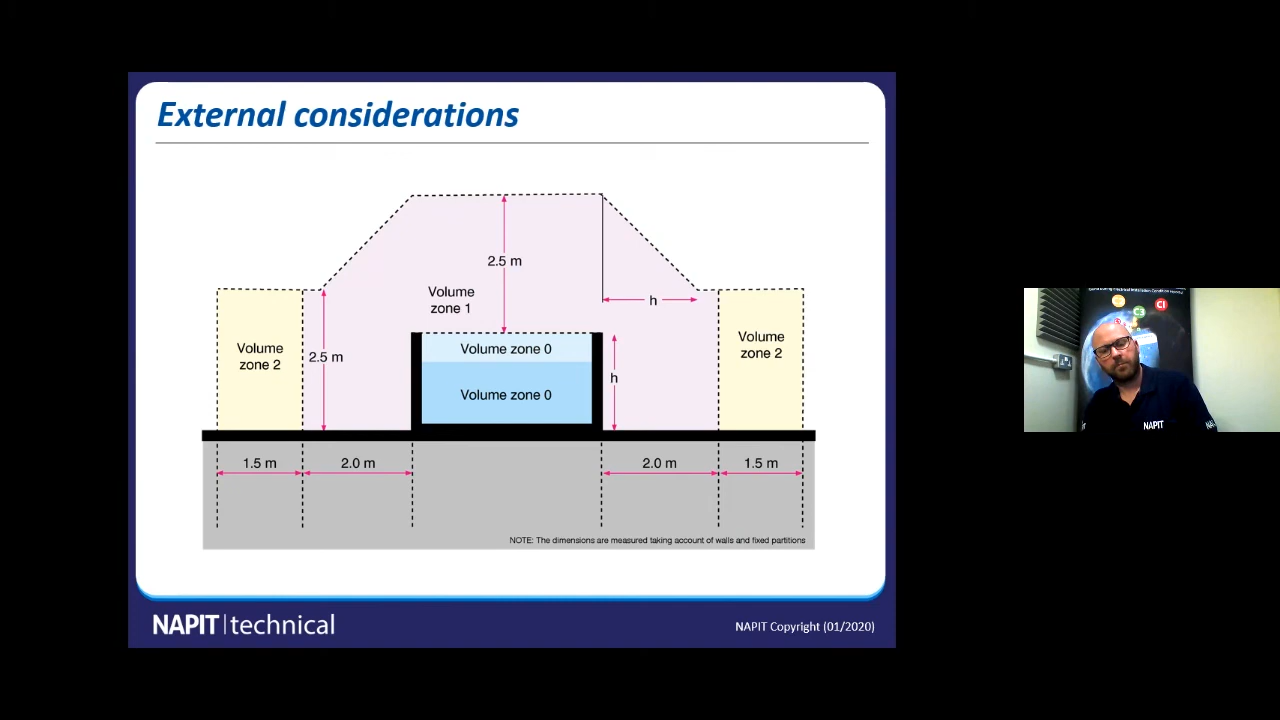 External considerations
2.5 m
Volume
zone 1
h
Volume
zone 2
2.5 m
Volume zone 0
Volume zone 0
h
Volume
zone 2
1.5 m
2.0 m
2.0 m
1.5 m
NOTE: The dimensions are measured taking account of walls and fixed partitions
NAPIT | technical
NAPIT Copyright (01/2020)
C3
C1
NAPIT